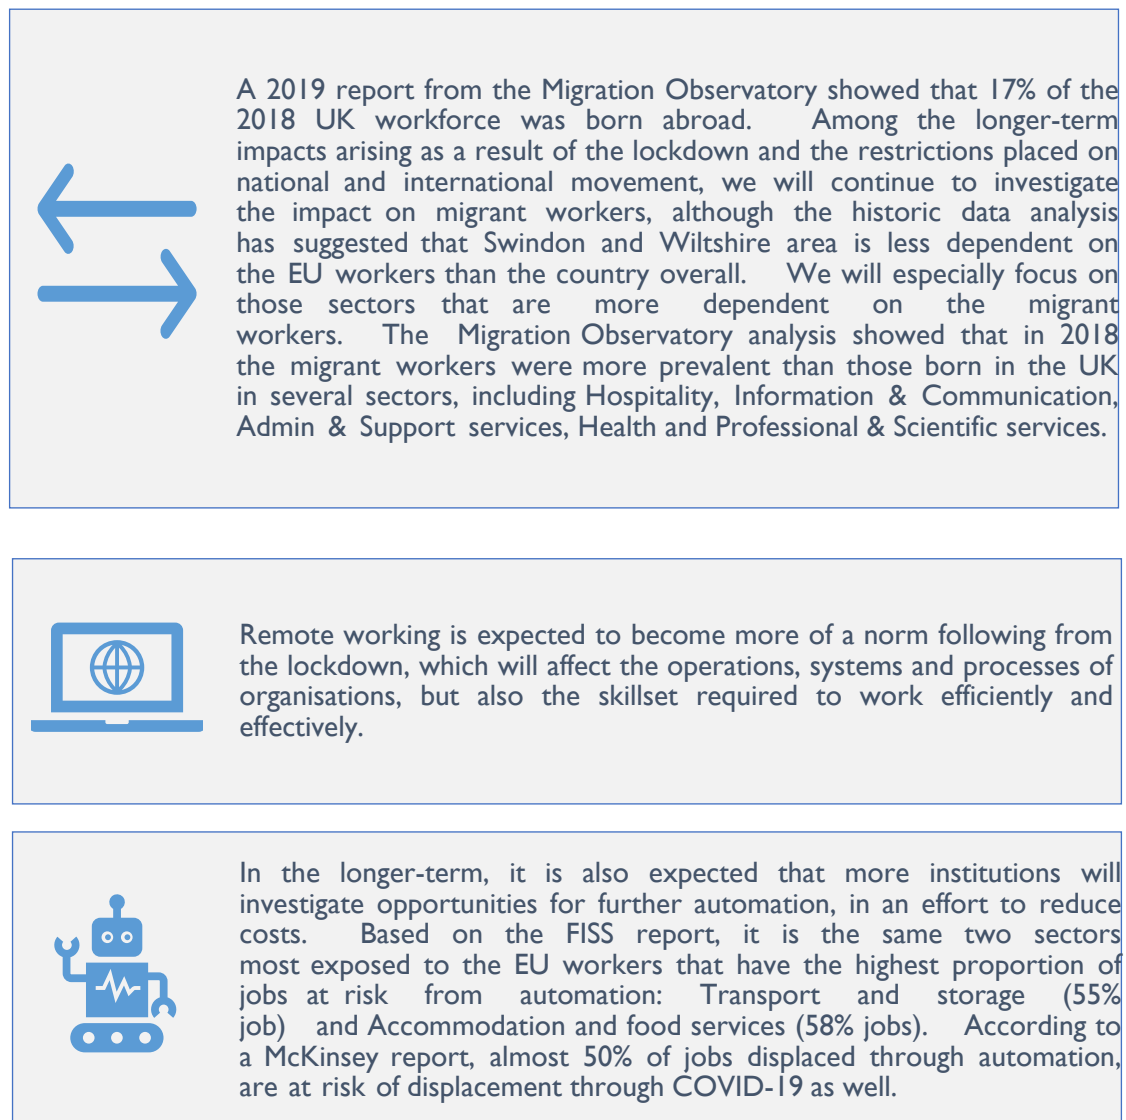 A 2019 report from the Migration Observatory showed that 17% of the
2018 UK workforce was born abroad. Among the longer-term
impacts arising as a result of the lockdown and the restrictions placed on
national and international movement, we will continue to investigate
the impact on migrant workers, although the historic data analysis
has suggested that Swindon and Wiltshire area is less dependent on
the EU workers than the country overall. We will especially focus on
those sectors that are more dependent on the migrant
workers. The Migration Observatory analysis showed that in 2018
the migrant workers were more prevalent than those born in the UK
in several sectors, including Hospitality, Information & Communication,
Admin & Support services, Health and Professional & Scientific services.
Remote working is expected to become more of a norm following from
the lockdown, which will affect the operations, systems and processes of
organisations, but also the skillset required to work efficiently and
effectively.
In the longer-term, it is also expected that more institutions will
investigate opportunities for further automation, in an effort to reduce
costs. Based on the FISS report, it is the same two sectors
most exposed to the EU workers that have the highest proportion of
jobs at risk from automation: Transport and storage (55%
job) and Accommodation and food services (58% jobs). According to
a McKinsey report, almost 50% of jobs displaced through automation,
are at risk of displacement through COVID-19 as well.